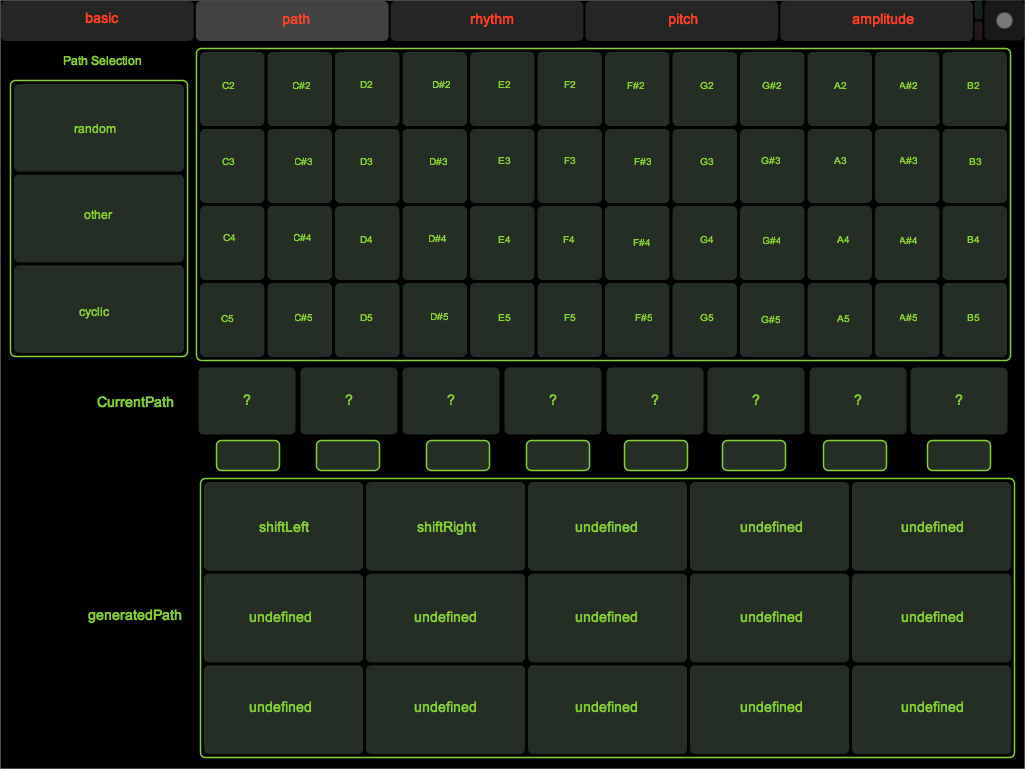 basic path rhythm pitch amplitude
Path Selection
random
other
cyclic
C2 C#2 D2 D#2 E2 F2 F#2 G2 G#2 A2 A#2 B2
C3 C#3 D3 D#3 E3 F3 F#3 G3 G#3 A3 A#3 B3
C4 C#4 D4 D#4 E4 F4 F#4 G4 G#4 A4 A#4 B4
C5 C#5 D5 D#5 E5 F5 F#5 G5 G#5 A5 A#5 B5
CurrentPath ? ? ? ? ? ? ? ?
generatedPath
shiftLeft shiftRight undefined undefined undefined
undefined undefined undefined undefined undefined
undefined undefined undefined undefined undefined